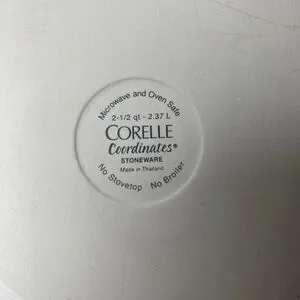 Microwave and Oven Safe
2-1/2 qt - 2.37 L
CORELLE
Coordinates®
STONEWARE
Made in Thailand
No Stovetop No Broiler